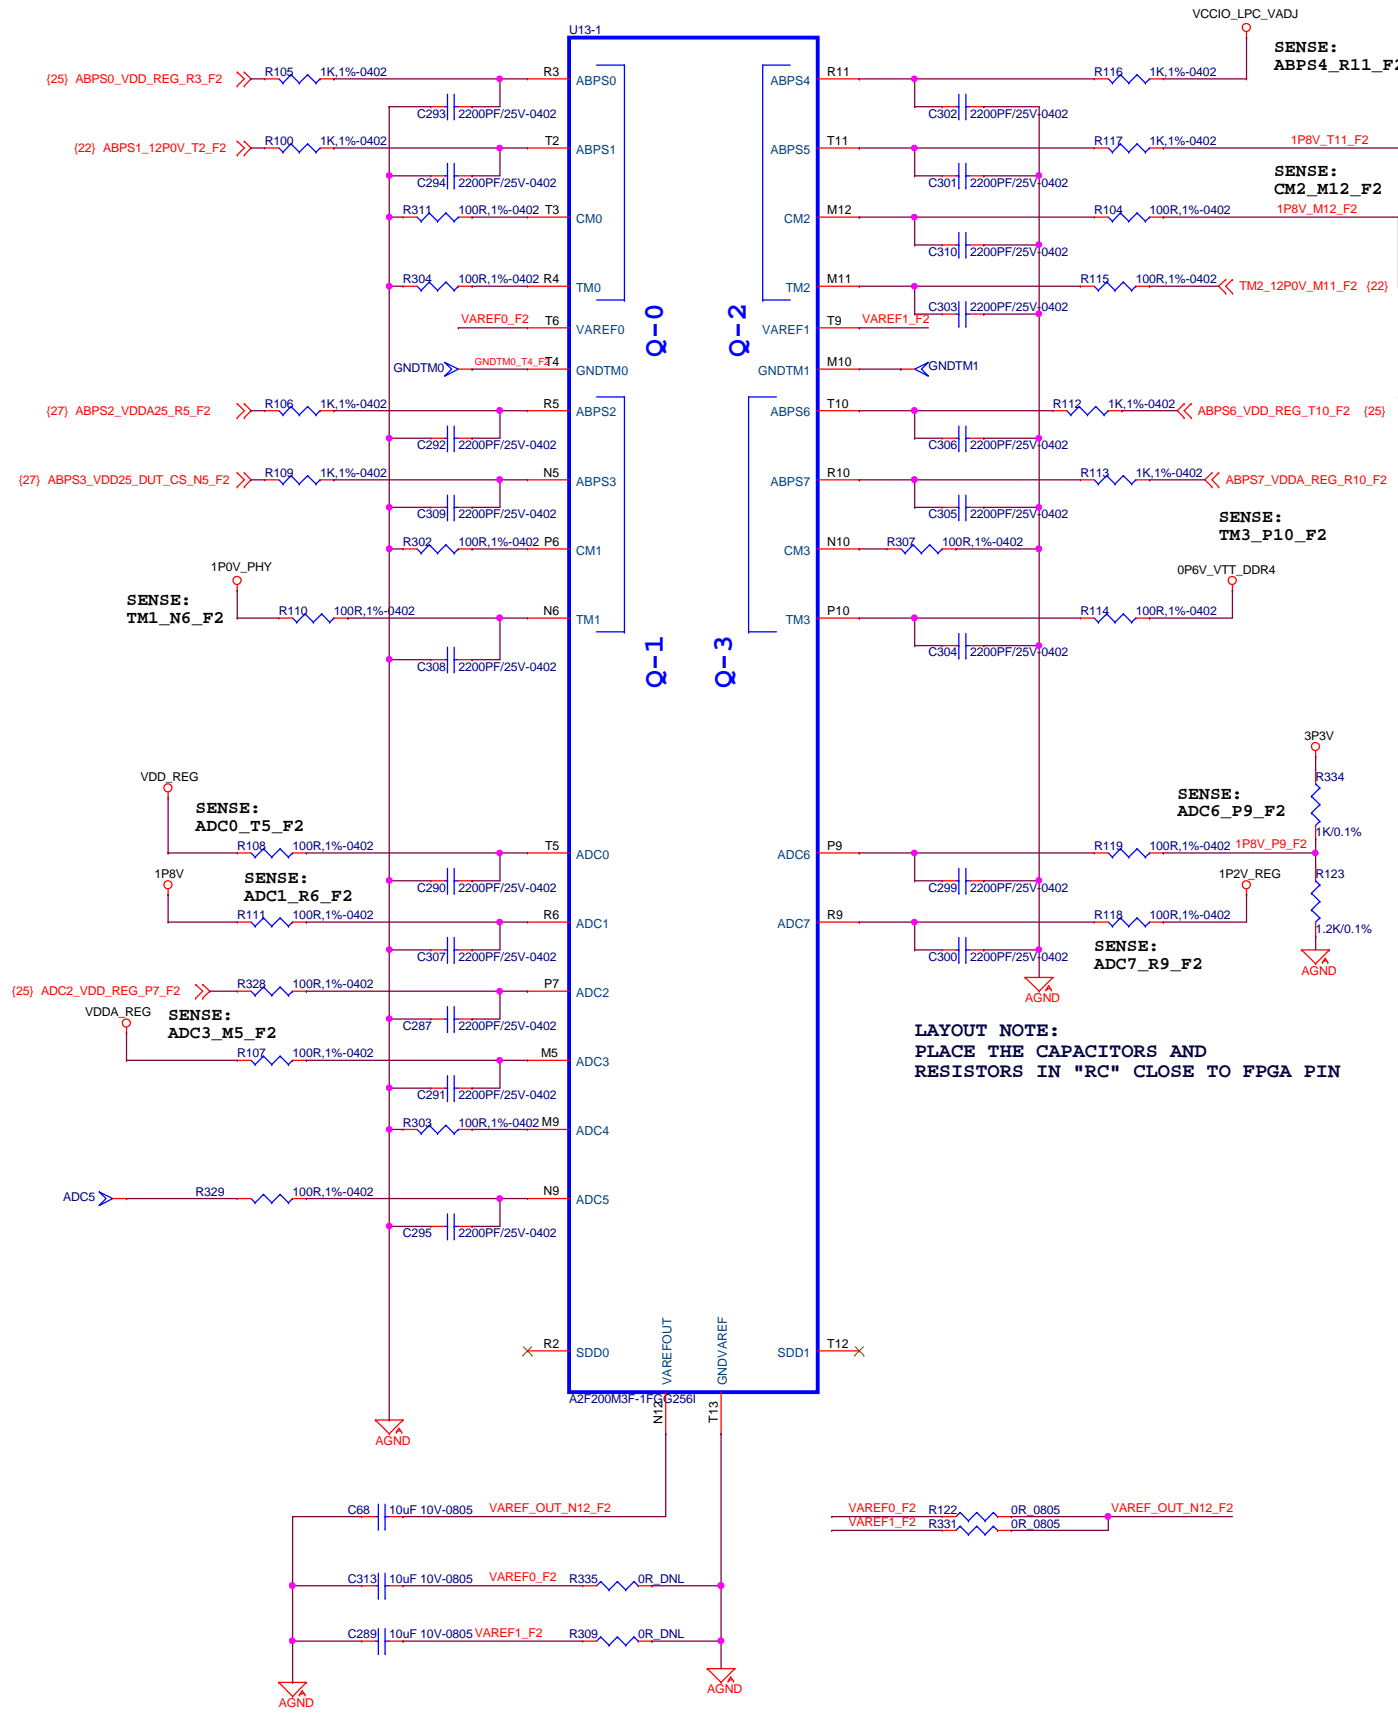 U13-1
A2F200M3F-1FGG256I
{25} ABPS0_VDD_REG_R3_F2 R105 1K,1%-0402 R3 ABPS0
C293 2200PF/25V-0402
{22} ABPS1_12P0V_T2_F2 R100 1K,1%-0402 T2 ABPS1
C294 2200PF/25V-0402
R311 100R,1%-0402 T3 CM0
R304 100R,1%-0402 R4 TM0
VAREF0_F2 T6 VAREF0
GNDTM0 GNDTM0_T4_F2 T4 GNDTM0
Q-0
{27} ABPS2_VDDA25_R5_F2 R106 1K,1%-0402 R5 ABPS2
C292 2200PF/25V-0402
{27} ABPS3_VDD25_DUT_CS_N5_F2 R109 1K,1%-0402 N5 ABPS3
C309 2200PF/25V-0402
R302 100R,1%-0402 P6 CM1
1P0V_PHY
SENSE:
TM1_N6_F2
R110 100R,1%-0402 N6 TM1
C308 2200PF/25V-0402
Q-1
VDD_REG
SENSE:
ADC0_T5_F2
R108 100R,1%-0402 T5 ADC0
C290 2200PF/25V-0402
1P8V
SENSE:
ADC1_R6_F2
R111 100R,1%-0402 R6 ADC1
C307 2200PF/25V-0402
{25} ADC2_VDD_REG_P7_F2 R328 100R,1%-0402 P7 ADC2
C287 2200PF/25V-0402
VDDA_REG
SENSE:
ADC3_M5_F2
R107 100R,1%-0402 M5 ADC3
C291 2200PF/25V-0402
R303 100R,1%-0402 M9 ADC4
ADC5 R329 100R,1%-0402 N9 ADC5
C295 2200PF/25V-0402
R2 SDD0
AGND
VCCIO_LPC_VADJ
SENSE:
ABPS4_R11_F2
ABPS4 R11 R116 1K,1%-0402
C302 2200PF/25V-0402
ABPS5 T11 R117 1K,1%-0402 1P8V_T11_F2
C301 2200PF/25V-0402
SENSE:
CM2_M12_F2
CM2 M12 R104 100R,1%-0402 1P8V_M12_F2
C310 2200PF/25V-0402
TM2 M11 R115 100R,1%-0402 TM2_12P0V_M11_F2 {22}
C303 2200PF/25V-0402
VAREF1 T9 VAREF1_F2
GNDTM1 M10 GNDTM1
Q-2
ABPS6 T10 R112 1K,1%-0402 ABPS6_VDD_REG_T10_F2 {25}
C306 2200PF/25V-0402
ABPS7 R10 R113 1K,1%-0402 ABPS7_VDDA_REG_R10_F2
C305 2200PF/25V-0402
SENSE:
TM3_P10_F2
CM3 N10 R307 100R,1%-0402
0P6V_VTT_DDR4
TM3 P10 R114 100R,1%-0402
C304 2200PF/25V-0402
Q-3
3P3V
R334
1K/0.1%
SENSE:
ADC6_P9_F2
ADC6 P9 R119 100R,1%-0402 1P8V_P9_F2
C299 2200PF/25V-0402
1P2V_REG
R123
1.2K/0.1%
AGND
ADC7 R9 R118 100R,1%-0402
C300 2200PF/25V-0402
SENSE:
ADC7_R9_F2
AGND
LAYOUT NOTE:
PLACE THE CAPACITORS AND
RESISTORS IN "RC" CLOSE TO FPGA PIN
SDD1 T12
VAREFOUT
N12
GNDVAREF
T13
C68 10uF 10V-0805 VAREF_OUT_N12_F2
C313 10uF 10V-0805 VAREF0_F2 R335 0R_DNL
C289 10uF 10V-0805 VAREF1_F2 R309 0R_DNL
AGND
AGND
VAREF0_F2 R122 0R_0805 VAREF_OUT_N12_F2
VAREF1_F2 R331 0R_0805